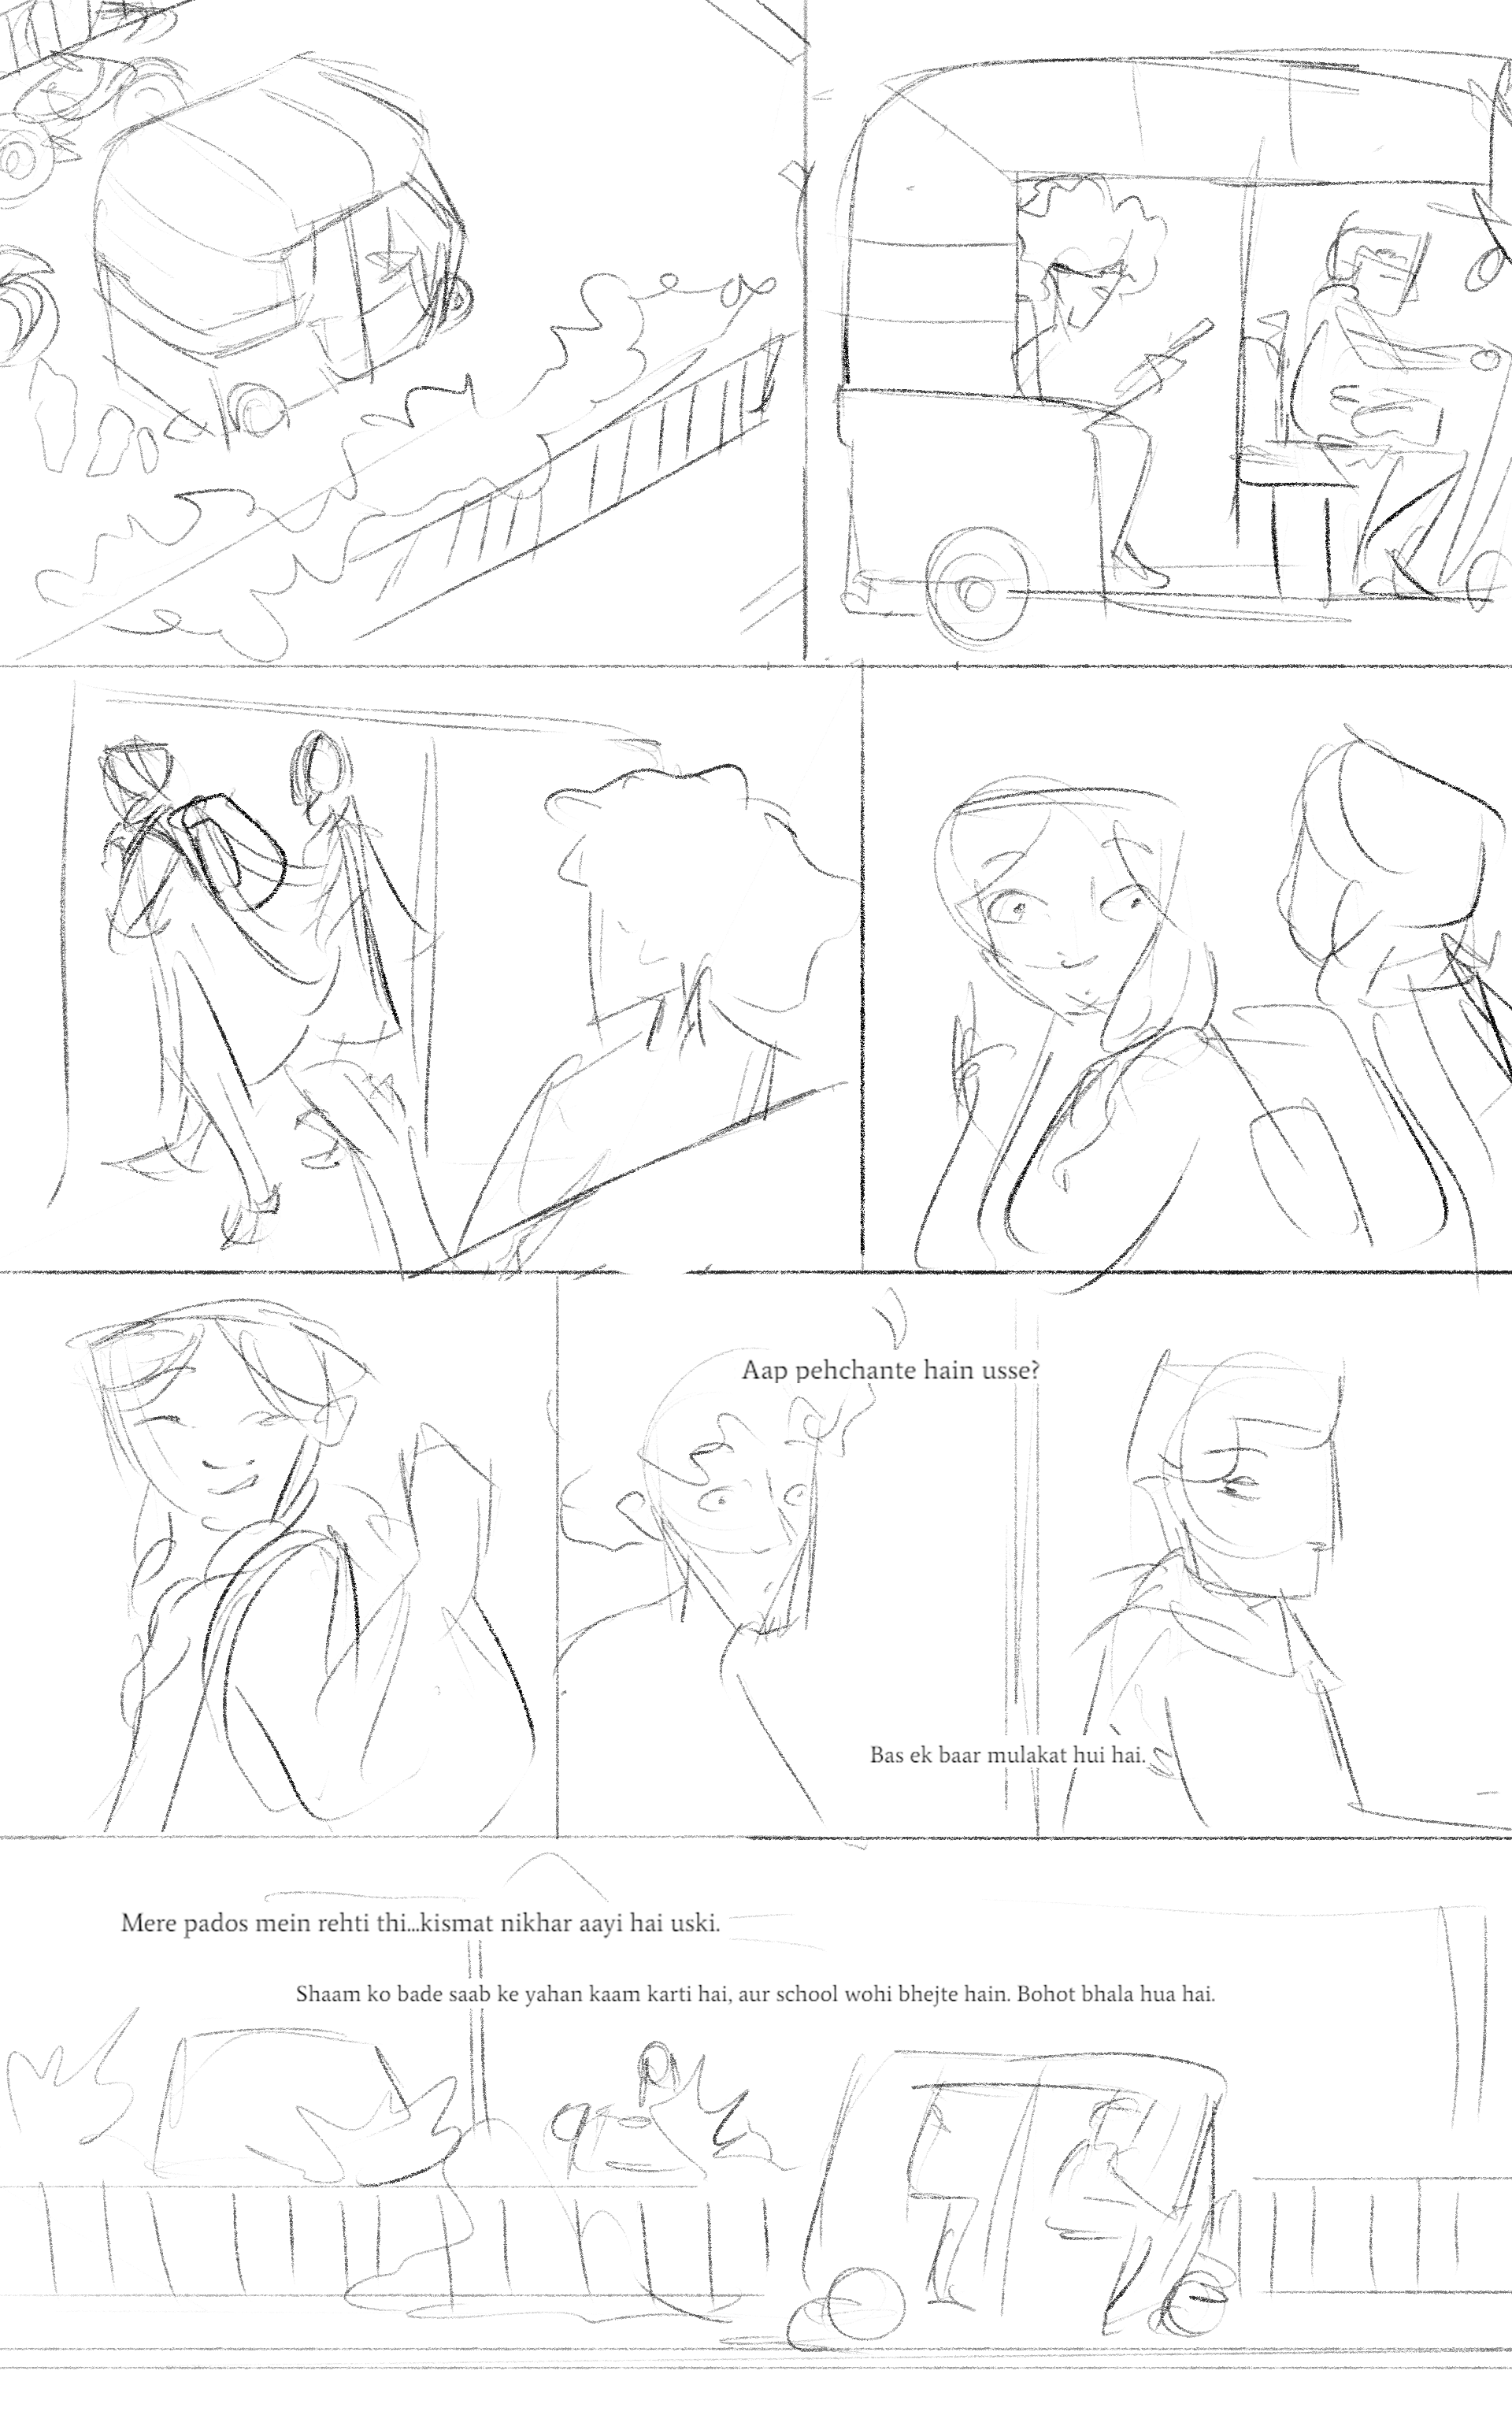 Aap pehchante hain usse?
Bas ek baar mulakat hui hai.
Mere pados mein rehti thi...kismat nikhar aayi hai uski.
Shaam ko bade saab ke yahan kaam karti hai, aur school wohi bhejte hain. Bohot bhala hua hai.